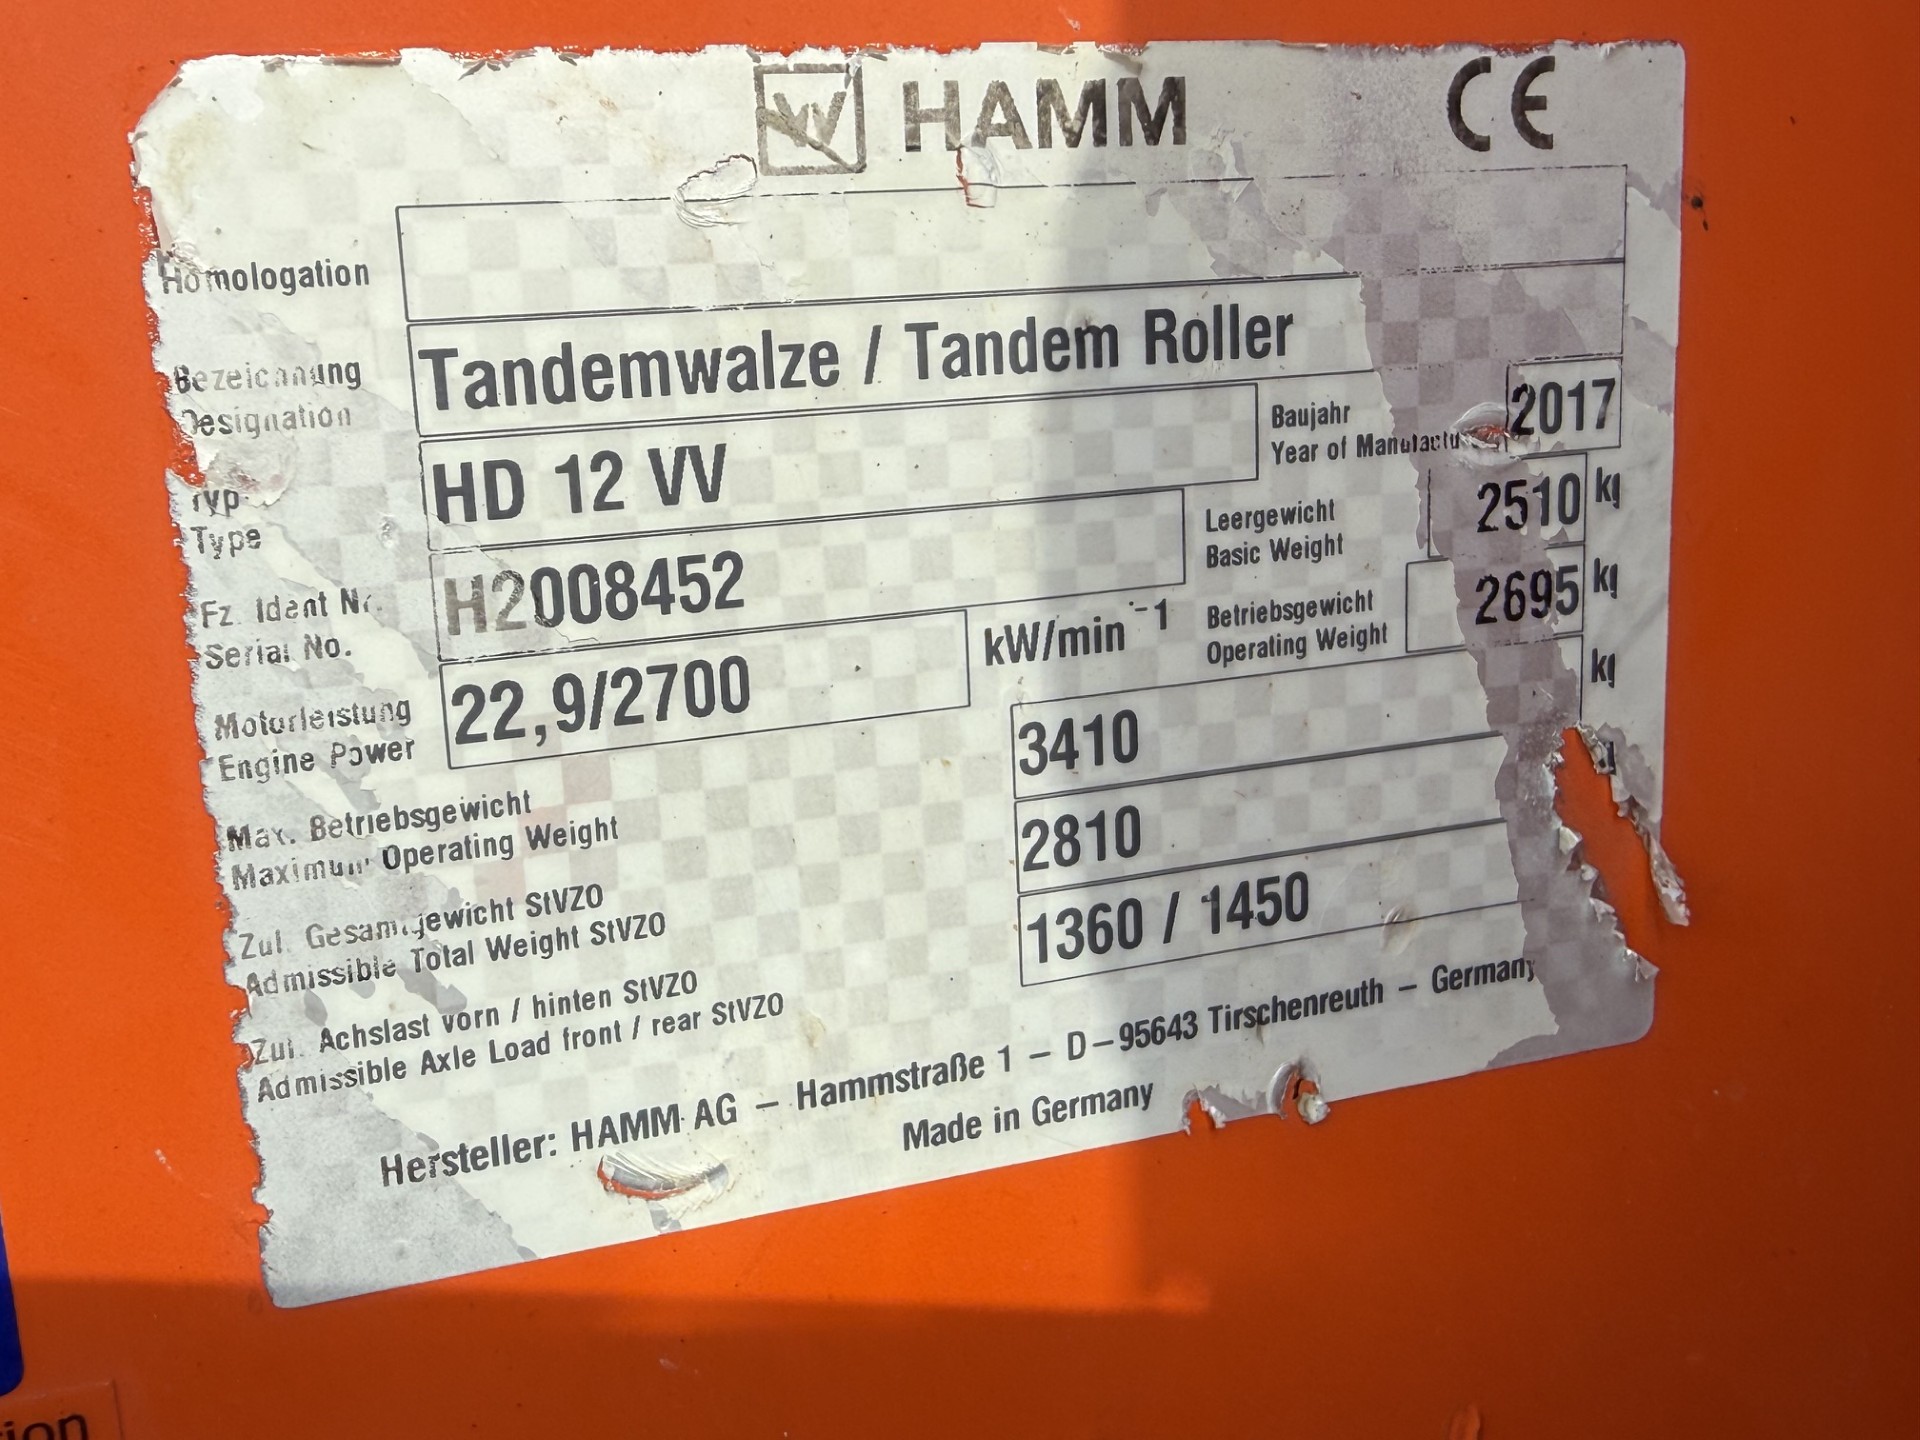 HAMM CE
Homologation
Bezeichnung
Designation
Tandemwalze / Tandem Roller
Typ
Type
HD 12 VV
Baujahr
Year of Manufactu
2017
Fz. Ident Nr.
Serial No.
H2008452
Leergewicht
Basic Weight
2510 kg
Motorleistung
Engine Power
22,9/2700 kW/min -1
Betriebsgewicht
Operating Weight
2695 kg
Max. Betriebsgewicht
Maximum Operating Weight
3410 kg
Zul. Gesamtgewicht StVZO
Admissible Total Weight StVZO
2810
Zul. Achslast vorn / hinten StVZO
Admissible Axle Load front / rear StVZO
1360 / 1450
Hersteller: HAMM AG – Hammstraße 1 – D–95643 Tirschenreuth – Germany
Made in Germany